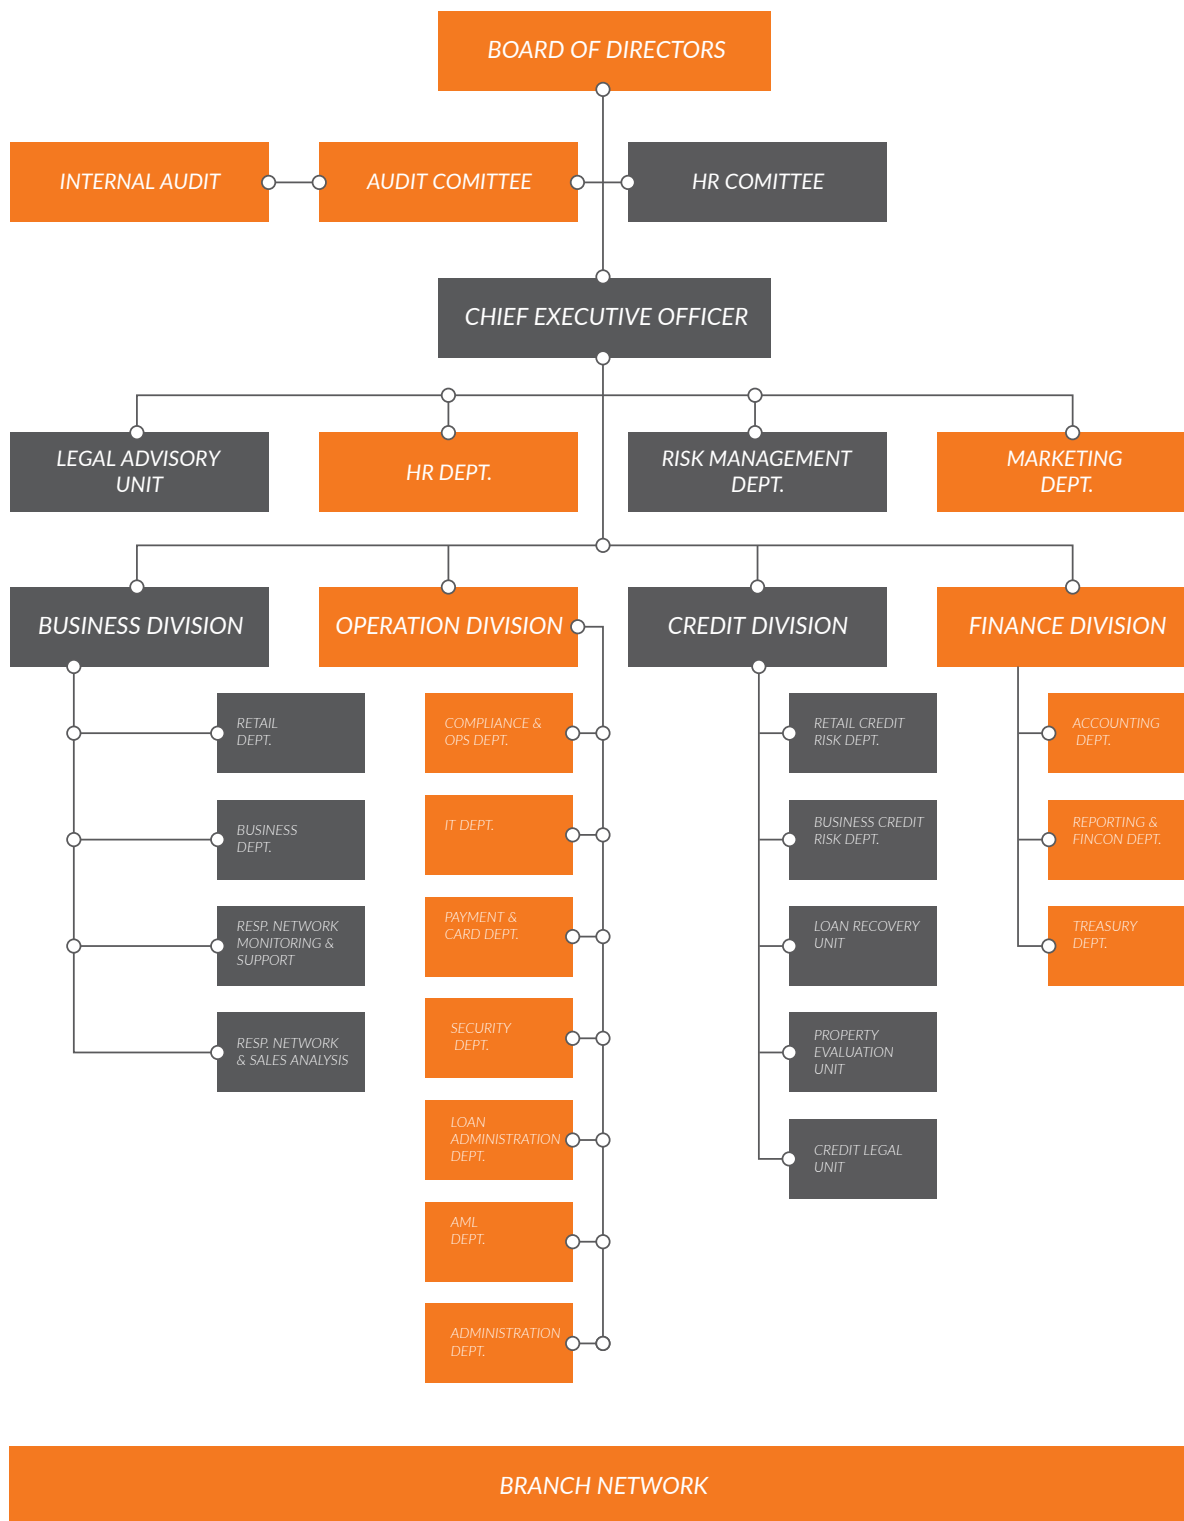 BOARD OF DIRECTORS
INTERNAL AUDIT
AUDIT COMITTEE
HR COMITTEE
CHIEF EXECUTIVE OFFICER
LEGAL ADVISORY
UNIT
HR DEPT.
RISK MANAGEMENT
DEPT.
MARKETING
DEPT.
BUSINESS DIVISION
OPERATION DIVISION
CREDIT DIVISION
FINANCE DIVISION
RETAIL
DEPT.
BUSINESS
DEPT.
RESP. NETWORK
MONITORING &
SUPPORT
RESP. NETWORK
& SALES ANALYSIS
COMPLIANCE &
OPS DEPT.
IT DEPT.
PAYMENT &
CARD DEPT.
SECURITY
DEPT.
LOAN
ADMINISTRATION
DEPT.
AML
DEPT.
ADMINISTRATION
DEPT.
RETAIL CREDIT
RISK DEPT.
BUSINESS CREDIT
RISK DEPT.
LOAN RECOVERY
UNIT
PROPERTY
EVALUATION
UNIT
CREDIT LEGAL
UNIT
ACCOUNTING
DEPT.
REPORTING &
FINCON DEPT.
TREASURY
DEPT.
BRANCH NETWORK